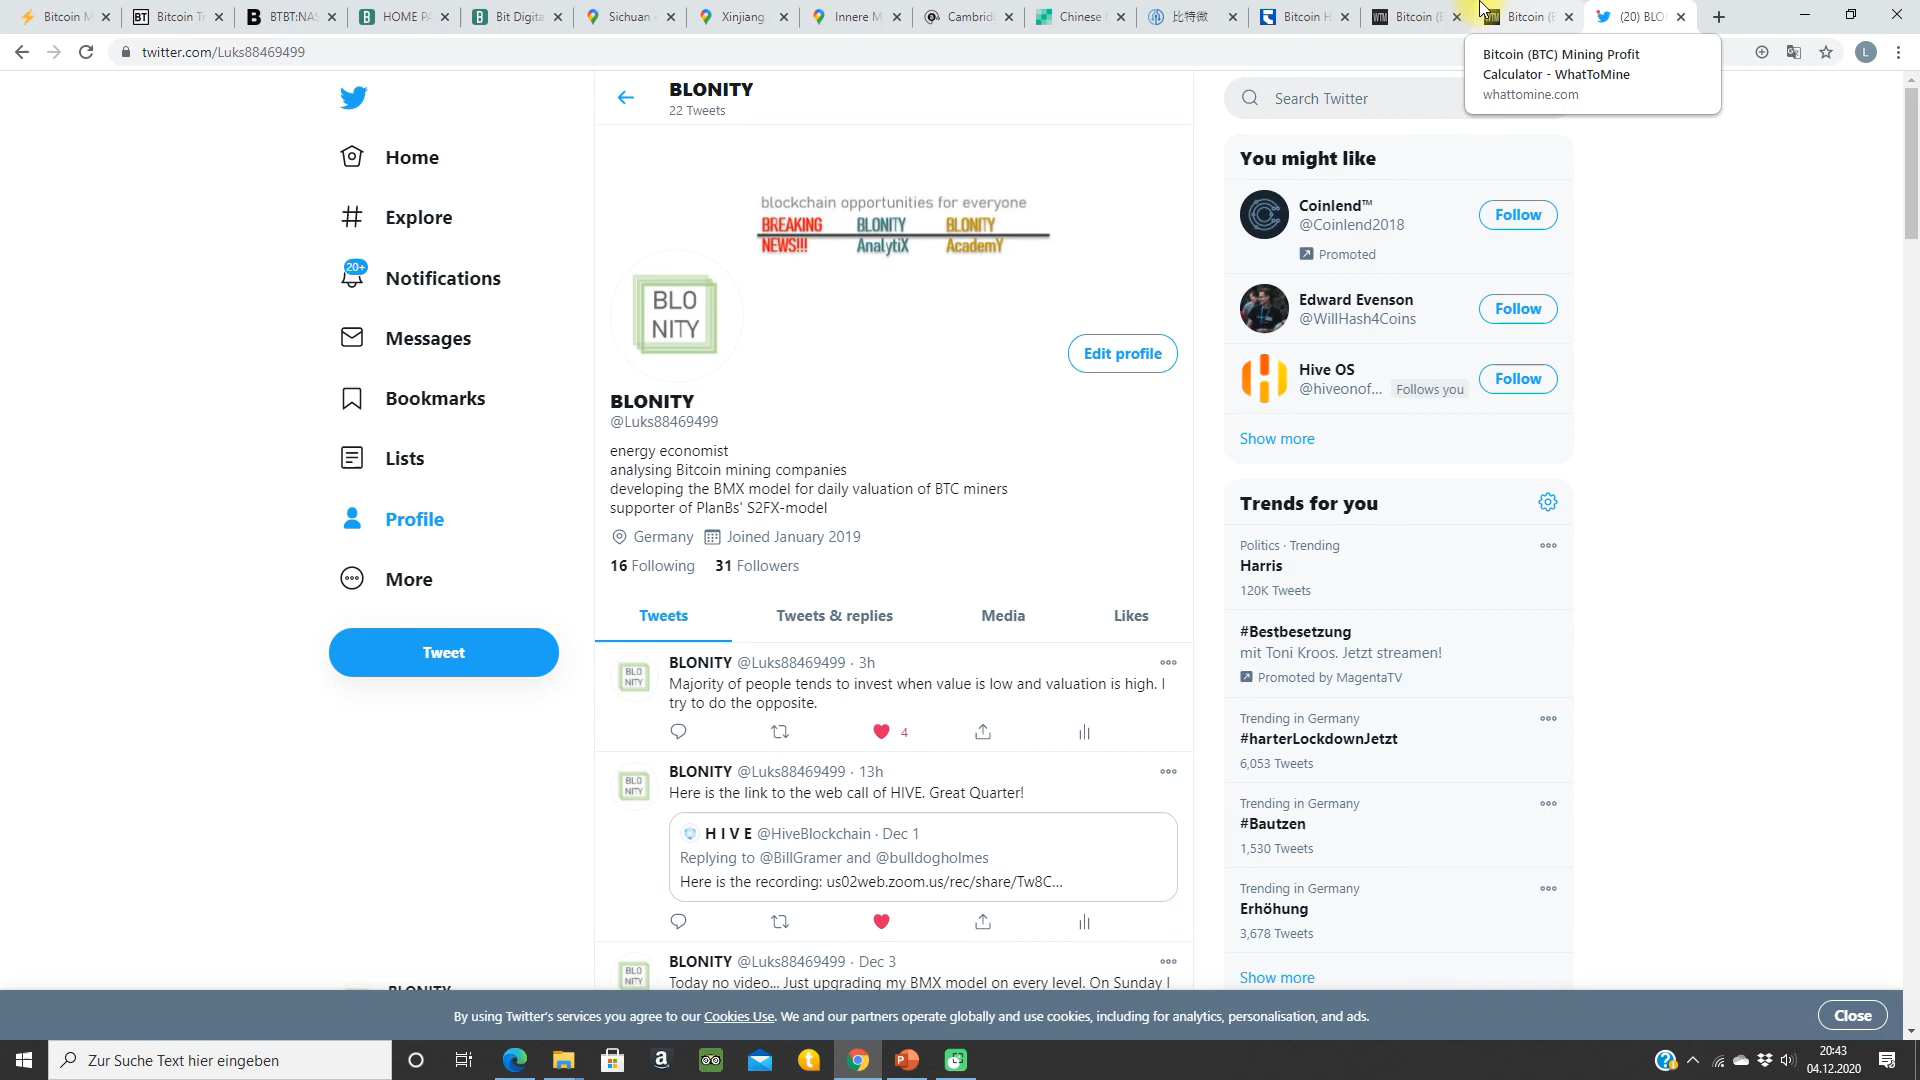 Bitcoin M
Bitcoin Tr
BTBT:NAS
HOME PA
Bit Digita
Sichuan
Xinjiang
Innere M
Cambrid
Chinese
比特微
Bitcoin H
Bitcoin (E
Bitcoin (E
(20) BLO
twitter.com/Luks88469499
Bitcoin (BTC) Mining Profit
Calculator - WhatToMine
whattomine.com
L
Home
Explore
20+
Notifications
Messages
Bookmarks
Lists
Profile
More
Tweet
BLONITY
22 Tweets
blockchain opportunities for everyone
BREAKING BLONITY BLONITY
NEWS!!! AnalytiX AcademY
BLO
NITY
Edit profile
BLONITY
@Luks88469499
energy economist
analysing Bitcoin mining companies
developing the BMX model for daily valuation of BTC miners
supporter of PlanBs' S2FX-model
Germany Joined January 2019
16 Following 31 Followers
Tweets Tweets & replies Media Likes
BLO
NITY
BLONITY @Luks88469499 · 3h
Majority of people tends to invest when value is low and valuation is high. I
try to do the opposite.
4
BLO
NITY
BLONITY @Luks88469499 · 13h
Here is the link to the web call of HIVE. Great Quarter!
H I V E @HiveBlockchain · Dec 1
Replying to @BillGramer and @bulldogholmes
Here is the recording: us02web.zoom.us/rec/share/Tw8C...
BLO
NITY
BLONITY @Luks88469499 · Dec 3
Today no video... Just upgrading my BMX model on every level. On Sunday I
BLONITY
Search Twitter
You might like
Coinlend™
@Coinlend2018
Promoted
Follow
Edward Evenson
@WillHash4Coins
Follow
Hive OS
@hiveonof... Follows you
Follow
Show more
Trends for you
Politics · Trending
Harris
120K Tweets
#Bestbesetzung
mit Toni Kroos. Jetzt streamen!
Promoted by MagentaTV
Trending in Germany
#harterLockdownJetzt
6,053 Tweets
Trending in Germany
#Bautzen
1,530 Tweets
Trending in Germany
Erhöhung
3,678 Tweets
Show more
By using Twitter's services you agree to our Cookies Use. We and our partners operate globally and use cookies, including for analytics, personalisation, and ads.
Close
Zur Suche Text hier eingeben
20:43
04.12.2020